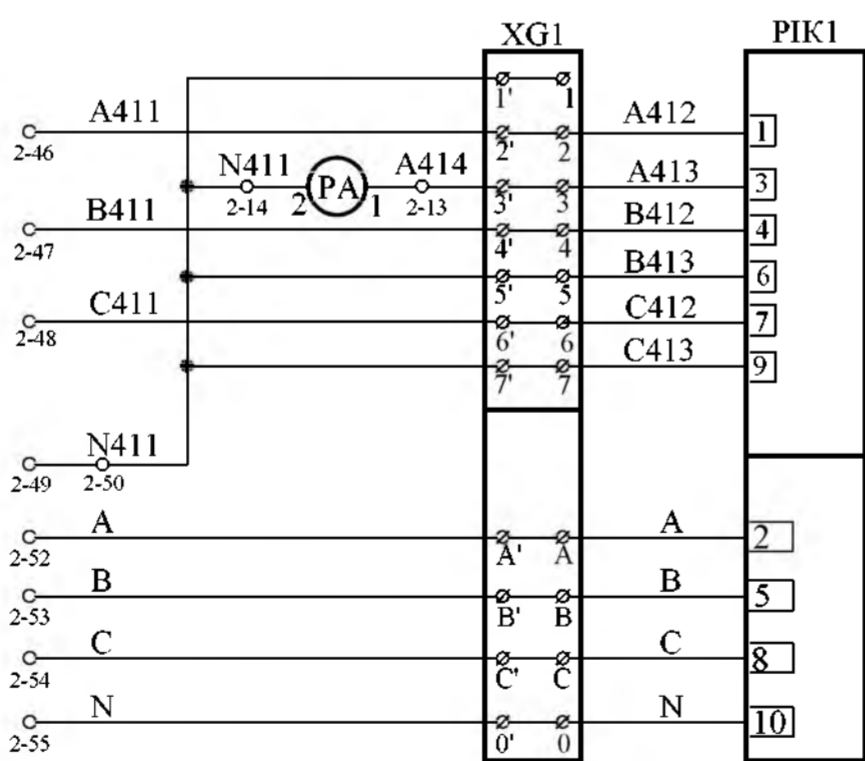 XG1 PIK1
1' 1
A411 A412 1
2-46 2' 2
N411 A414 A413 3
2-14 2 PA 1 2-13 3' 3
B411 B412 4
2-47 4' 4
B413 6
5' 5
C411 C412 7
2-48 6' 6
C413 9
7' 7
N411
2-49 2-50
A A 2
2-52 A' A
B B 5
2-53 B' B
C C 8
2-54 C' C
N N 10
2-55 0' 0